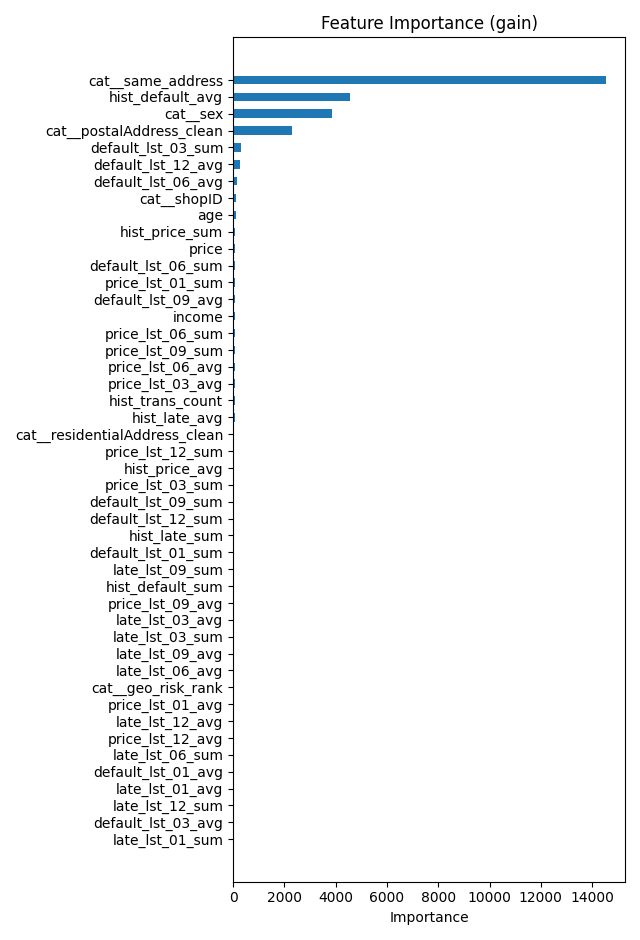 Feature Importance (gain)
cat__same_address
hist_default_avg
cat__sex
cat__postalAddress_clean
default_lst_03_sum
default_lst_12_avg
default_lst_06_avg
cat__shopID
age
hist_price_sum
price
default_lst_06_sum
price_lst_01_sum
default_lst_09_avg
income
price_lst_06_sum
price_lst_09_sum
price_lst_06_avg
price_lst_03_avg
hist_trans_count
hist_late_avg
cat__residentialAddress_clean
price_lst_12_sum
hist_price_avg
price_lst_03_sum
default_lst_09_sum
default_lst_12_sum
hist_late_sum
default_lst_01_sum
late_lst_09_sum
hist_default_sum
price_lst_09_avg
late_lst_03_avg
late_lst_03_sum
late_lst_09_avg
late_lst_06_avg
cat__geo_risk_rank
price_lst_01_avg
late_lst_12_avg
price_lst_12_avg
late_lst_06_sum
default_lst_01_avg
late_lst_01_avg
late_lst_12_sum
default_lst_03_avg
late_lst_01_sum
0 2000 4000 6000 8000 10000 12000 14000
Importance